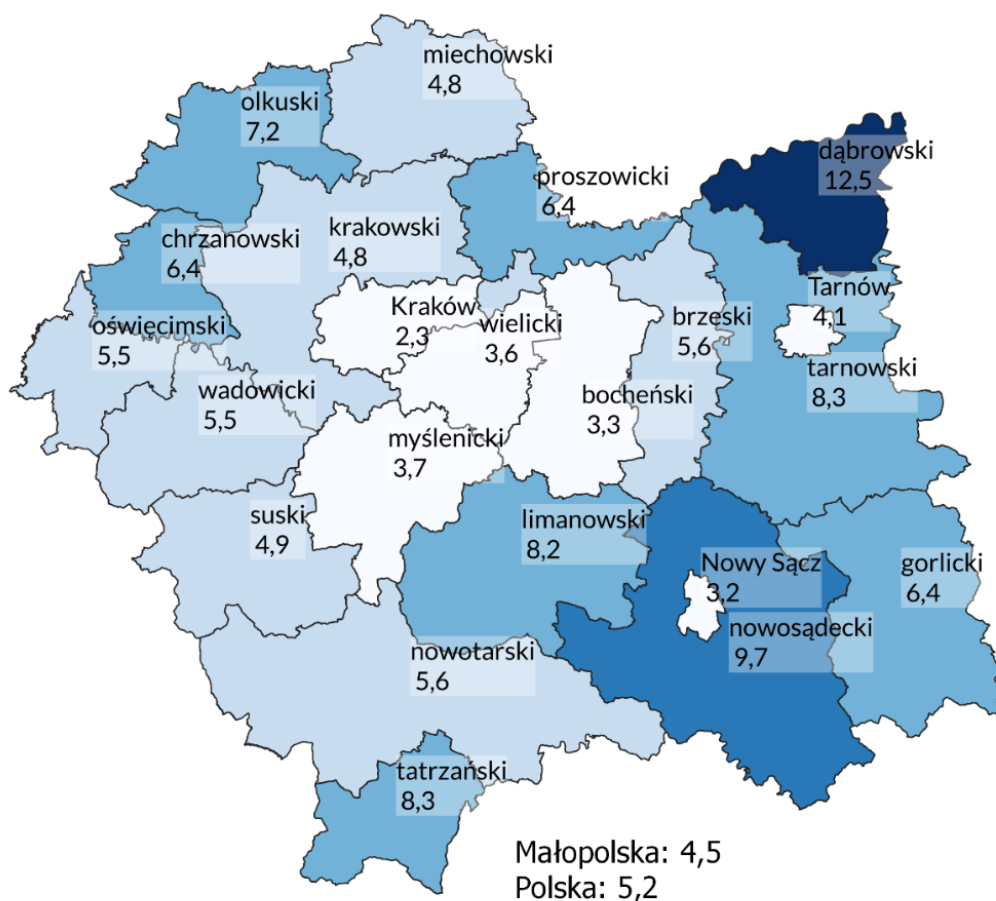 miechowski
4,8
olkuski
7,2
dąbrowski
12,5
proszowicki
6,4
chrzanowski
6,4
krakowski
4,8
Kraków
2,3
wielicki
3,6
Tarnów
4,1
oświęcimski
5,5
brzeski
5,6
tarnowski
8,3
wadowicki
5,5
bocheński
3,3
myślenicki
3,7
suski
4,9
limanowski
8,2
Nowy Sącz
3,2
gorlicki
6,4
nowosądecki
9,7
nowotarski
5,6
tatrzański
8,3
Małopolska: 4,5
Polska: 5,2